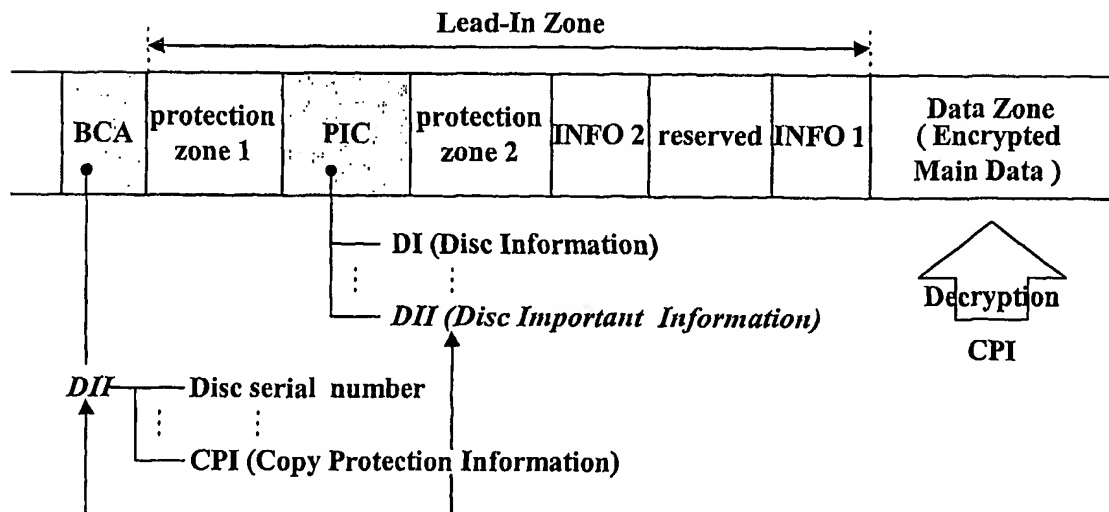 Lead-In Zone
BCA
protection
zone 1
PIC
protection
zone 2
INFO 2
reserved
INFO 1
Data Zone
( Encrypted
Main Data )
DI (Disc Information)
DII (Disc Important Information)
Decryption
CPI
DII
Disc serial number
CPI (Copy Protection Information)